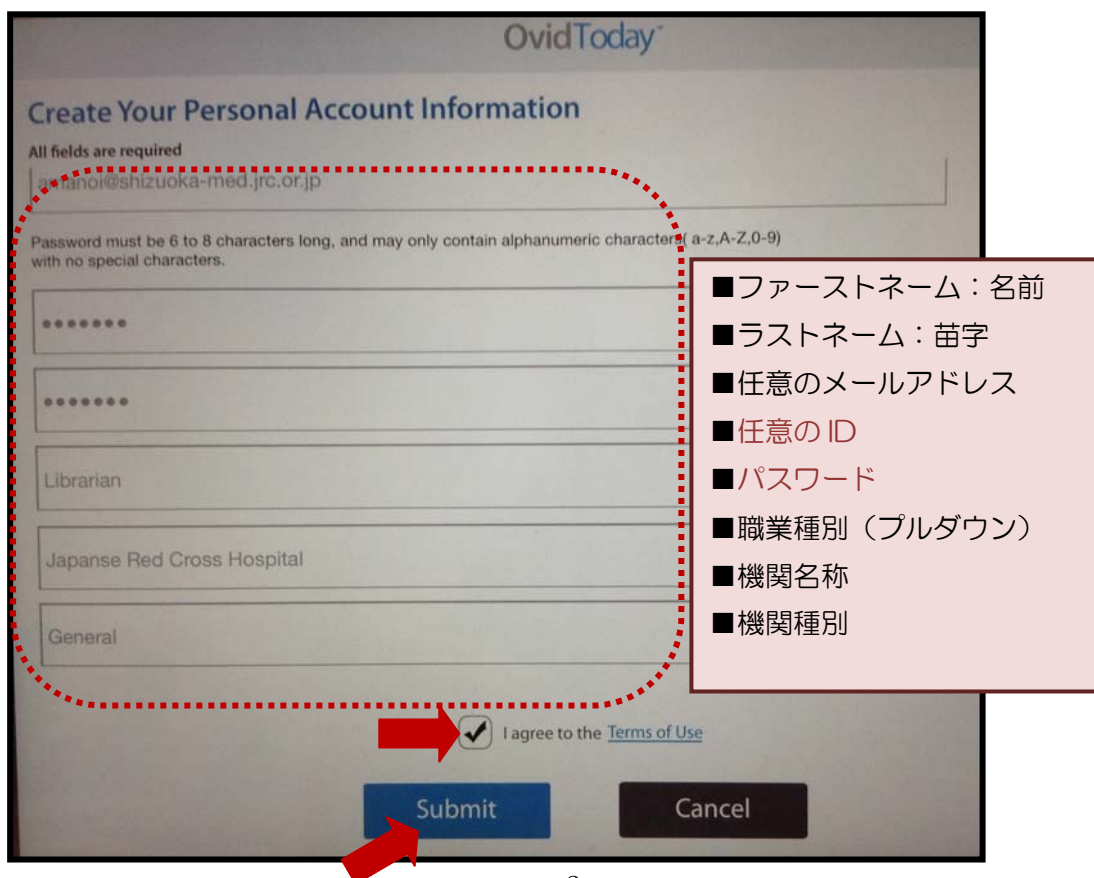 OvidToday
Create Your Personal Account Information
All fields are required
amanoi@shizuoka-med.jrc.or.jp
Password must be 6 to 8 characters long, and may only contain alphanumeric characters( a-z,A-Z,0-9)
with no special characters.
•••••••
•••••••
Librarian
Japanse Red Cross Hospital
General
■ファーストネーム：名前
■ラストネーム：苗字
■任意のメールアドレス
■任意の ID
■パスワード
■職業種別（プルダウン）
■機関名称
■機関種別
I agree to the Terms of Use
Submit
Cancel